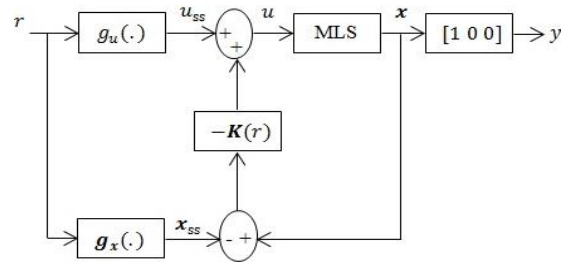 r g_u(.) u_ss + + u MLS x [1 0 0] y
-K(r)
g_x(.) x_ss - +